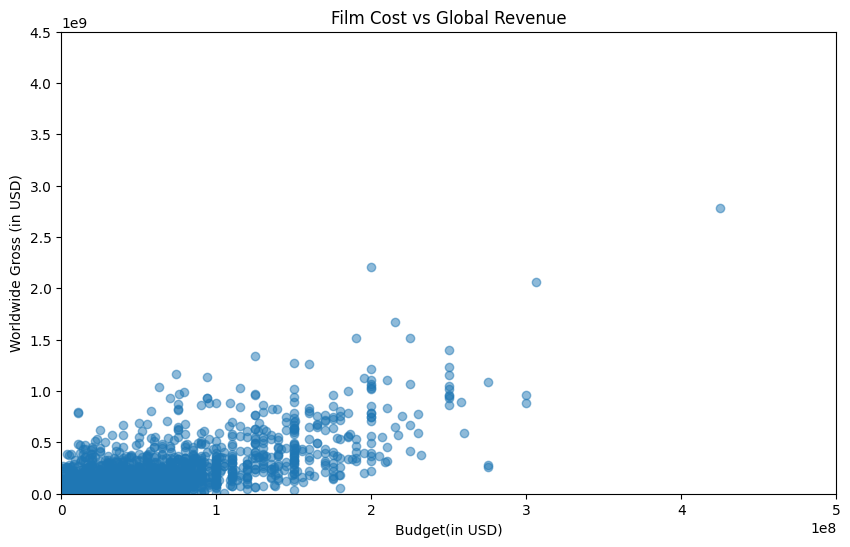 Film Cost vs Global Revenue
1e9
4.5
4.0
3.5
3.0
2.5
2.0
1.5
1.0
0.5
0.0
Worldwide Gross (in USD)
0 1 2 3 4 5
1e8
Budget(in USD)